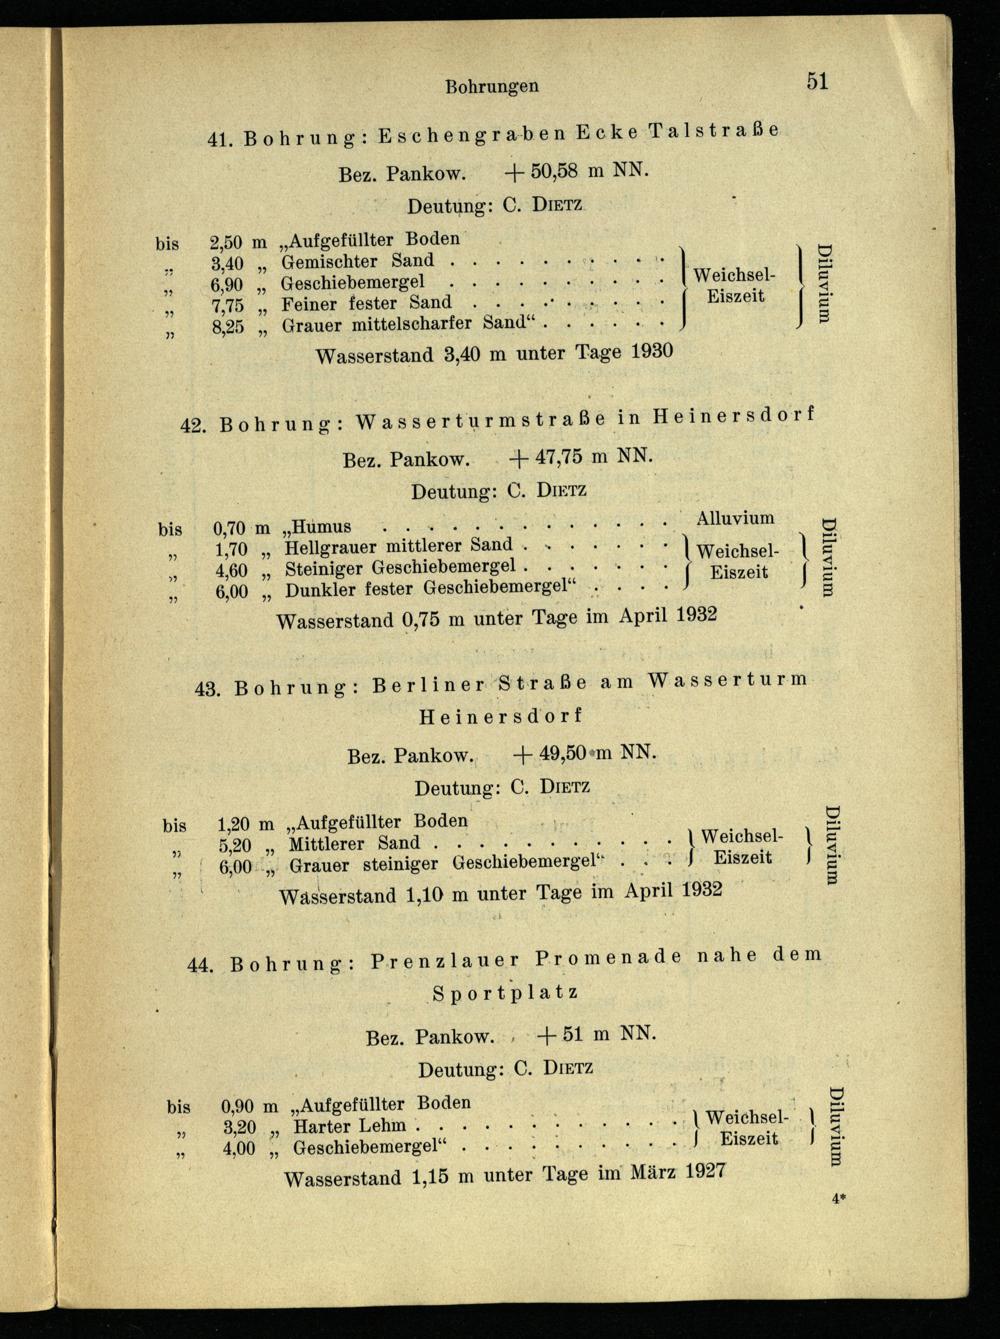 Bohrungen 51
41. Bohrung: Eschengraben Ecke Talstraße
Bez. Pankow. + 50,58 m NN.
Deutung: C. Dietz
bis 2,50 m „Aufgefüllter Boden
„ 3,40 „ Gemischter Sand . . . . . . . . . .
„ 6,90 „ Geschiebemergel . . . . . . . . . .
„ 7,75 „ Feiner fester Sand . . . . . . . . .
„ 8,25 „ Grauer mittelscharfer Sand“ . . . . . .
Weichsel-
Eiszeit
Diluvium
Wasserstand 3,40 m unter Tage 1930
42. Bohrung: Wasserturmstraße in Heinersdorf
Bez. Pankow. + 47,75 m NN.
Deutung: C. Dietz
bis 0,70 m „Humus . . . . . . . . . . . . . Alluvium
„ 1,70 „ Hellgrauer mittlerer Sand . . . . . . .
„ 4,60 „ Steiniger Geschiebemergel . . . . . . .
„ 6,00 „ Dunkler fester Geschiebemergel“ . . . .
Weichsel-
Eiszeit
Diluvium
Wasserstand 0,75 m unter Tage im April 1932
43. Bohrung: Berliner Straße am Wasserturm
Heinersdorf
Bez. Pankow. + 49,50 m NN.
Deutung: C. Dietz
bis 1,20 m „Aufgefüllter Boden
„ 5,20 „ Mittlerer Sand . . . . . . . . . . .
„ 6,00 „ Grauer steiniger Geschiebemergel“ . . .
Weichsel-
Eiszeit
Diluvium
Wasserstand 1,10 m unter Tage im April 1932
44. Bohrung: Prenzlauer Promenade nahe dem
Sportplatz
Bez. Pankow. + 51 m NN.
Deutung: C. Dietz
bis 0,90 m „Aufgefüllter Boden
„ 3,20 „ Harter Lehm . . . . . . . . . . . .
„ 4,00 „ Geschiebemergel“ . . . . . . . . . .
Weichsel-
Eiszeit
Diluvium
Wasserstand 1,15 m unter Tage im März 1927
4*